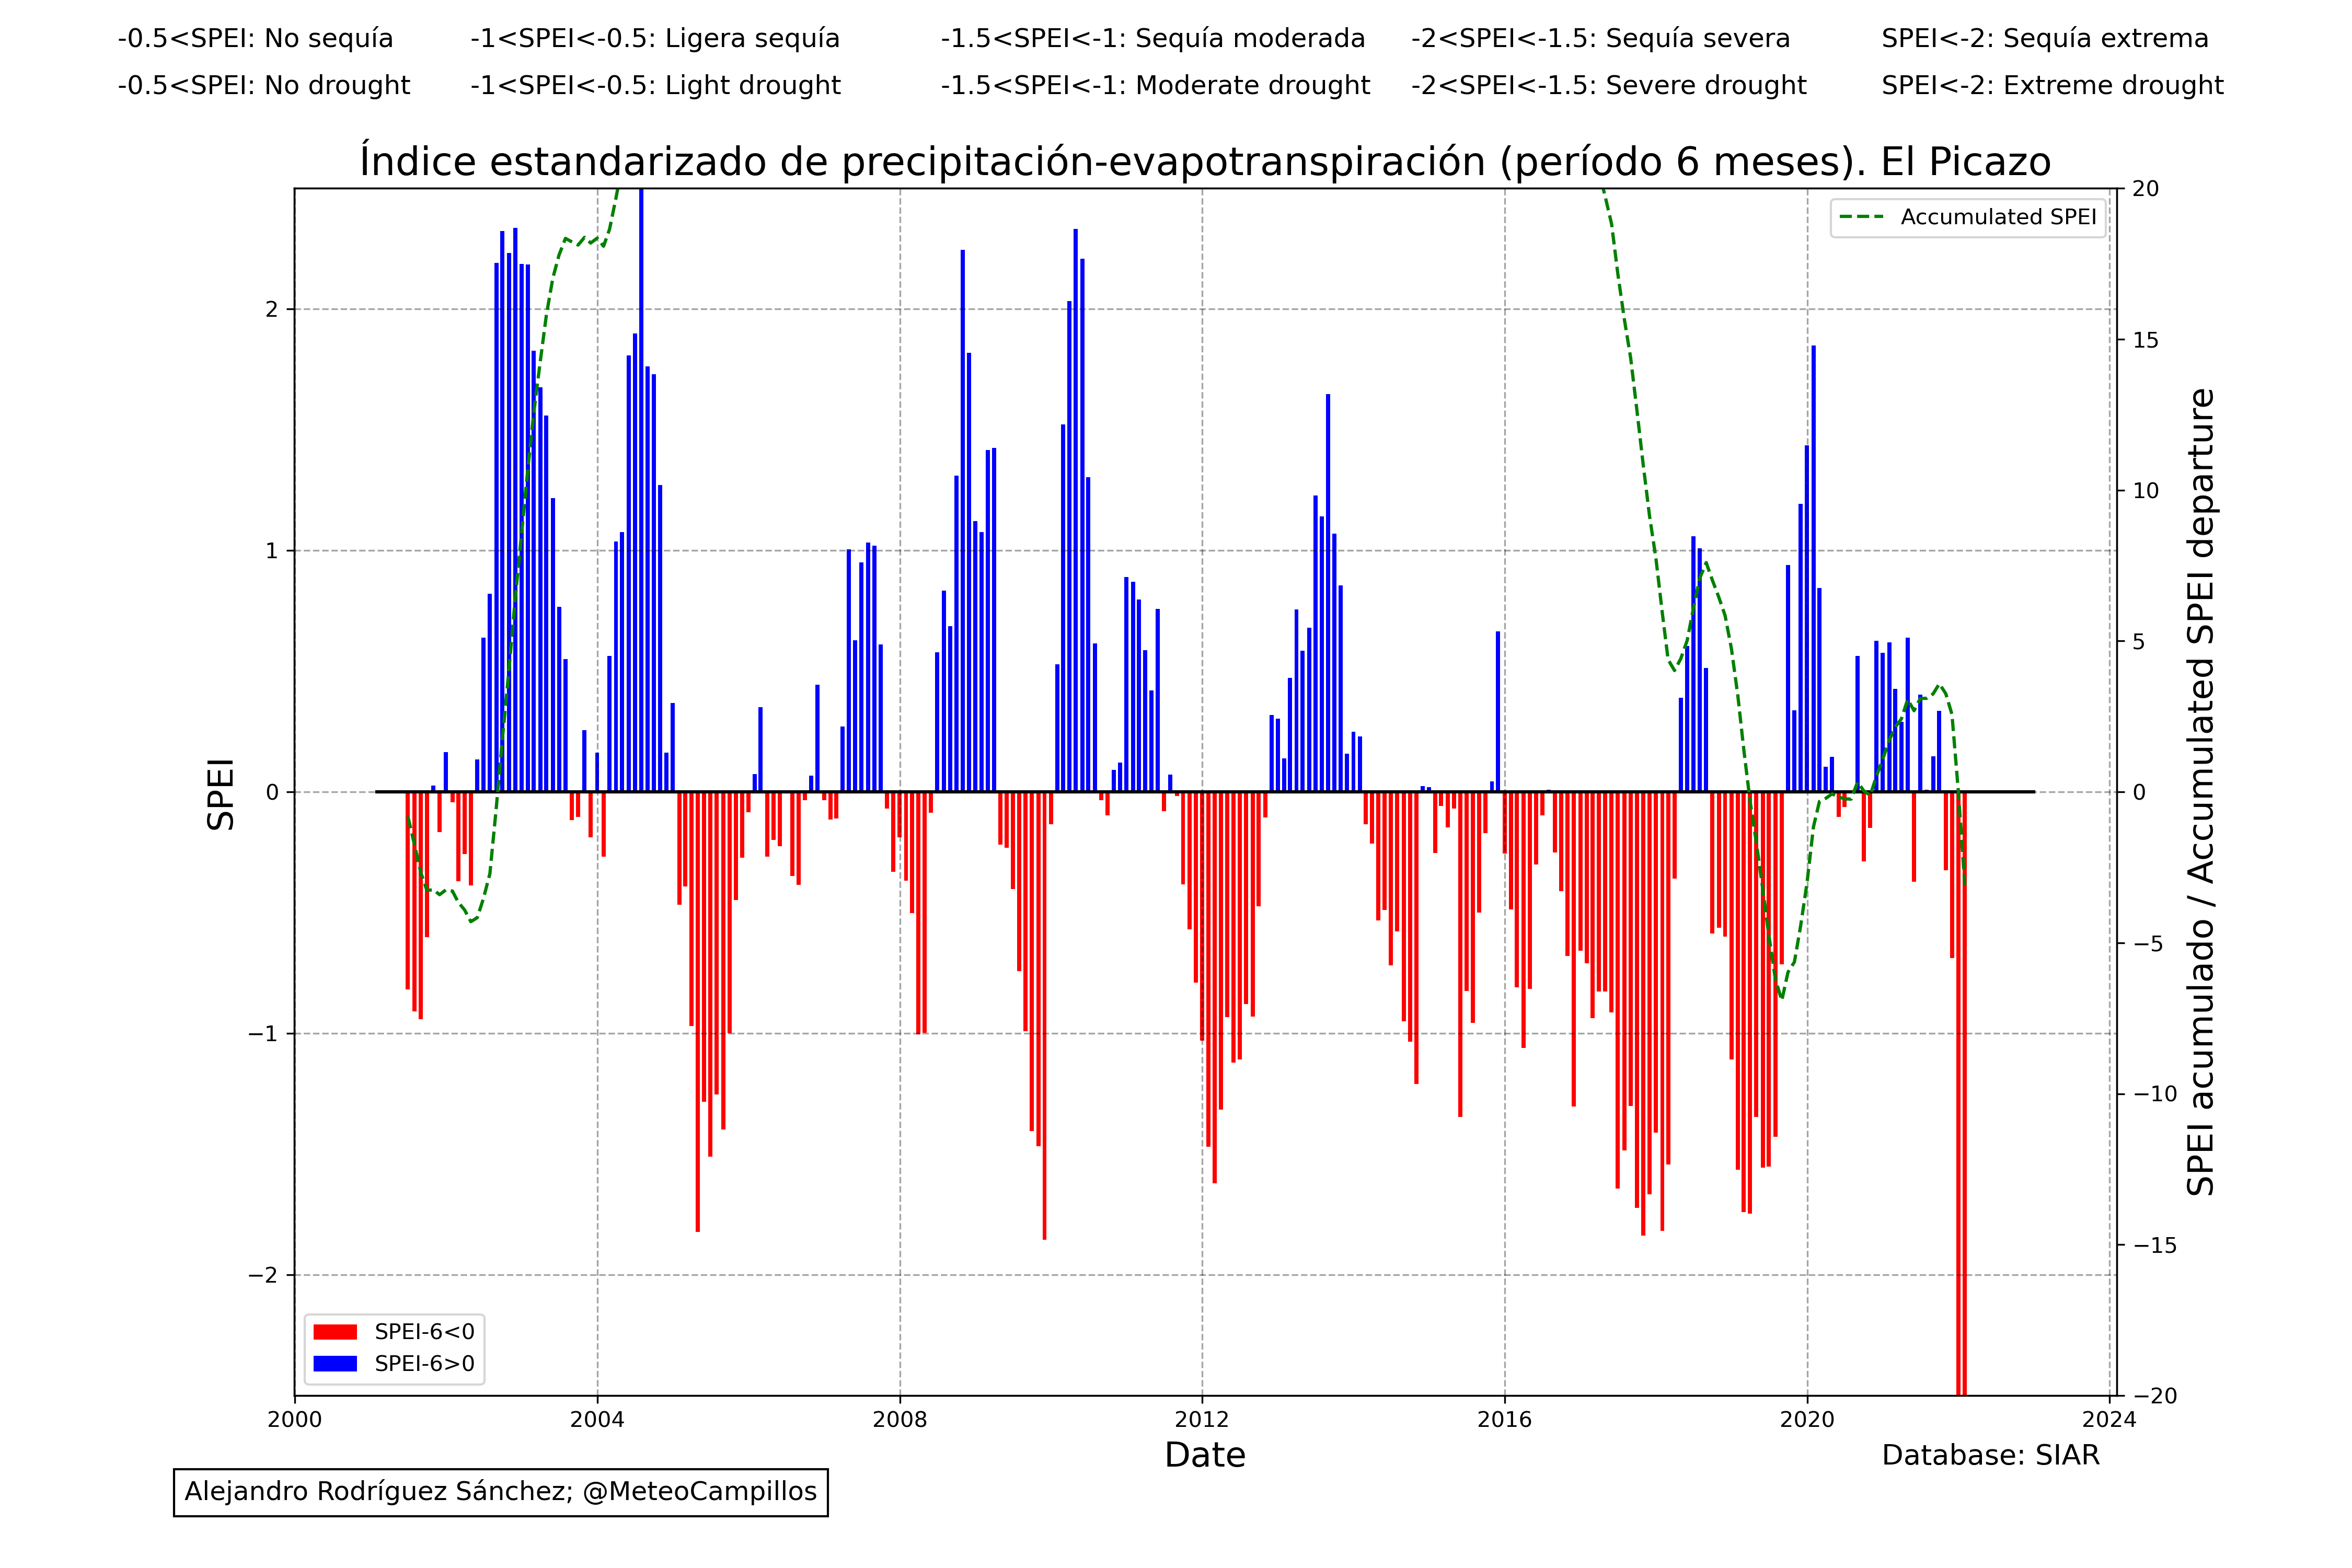 -0.5<SPEI: No sequía -1<SPEI<-0.5: Ligera sequía -1.5<SPEI<-1: Sequía moderada -2<SPEI<-1.5: Sequía severa SPEI<-2: Sequía extrema
-0.5<SPEI: No drought -1<SPEI<-0.5: Light drought -1.5<SPEI<-1: Moderate drought -2<SPEI<-1.5: Severe drought SPEI<-2: Extreme drought
Índice estandarizado de precipitación-evapotranspiración (período 6 meses). El Picazo
Accumulated SPEI
SPEI
2
1
0
−1
−2
20
15
10
5
0
−5
−10
−15
−20
SPEI acumulado / Accumulated SPEI departure
SPEI-6<0
SPEI-6>0
2000 2004 2008 2012 2016 2020 2024
Date
Database: SIAR
Alejandro Rodríguez Sánchez; @MeteoCampillos